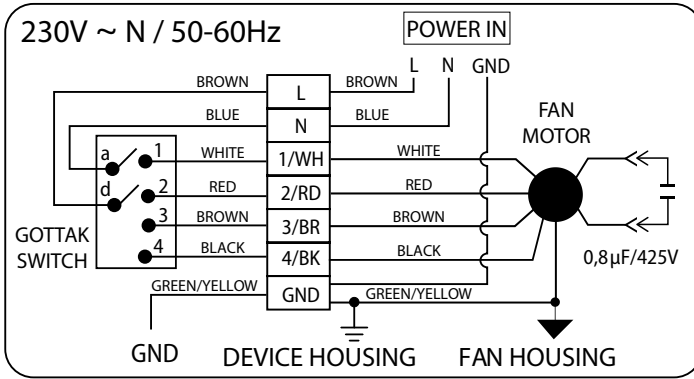 230V ~ N / 50-60Hz
POWER IN
L N GND
BROWN L BROWN
BLUE N BLUE
FAN
MOTOR
a 1 WHITE 1/WH WHITE
d 2 RED 2/RD RED
3 BROWN 3/BR BROWN
GOTTAK
SWITCH
4 BLACK 4/BK BLACK
0,8µF/425V
GREEN/YELLOW GND GREEN/YELLOW
GND DEVICE HOUSING FAN HOUSING